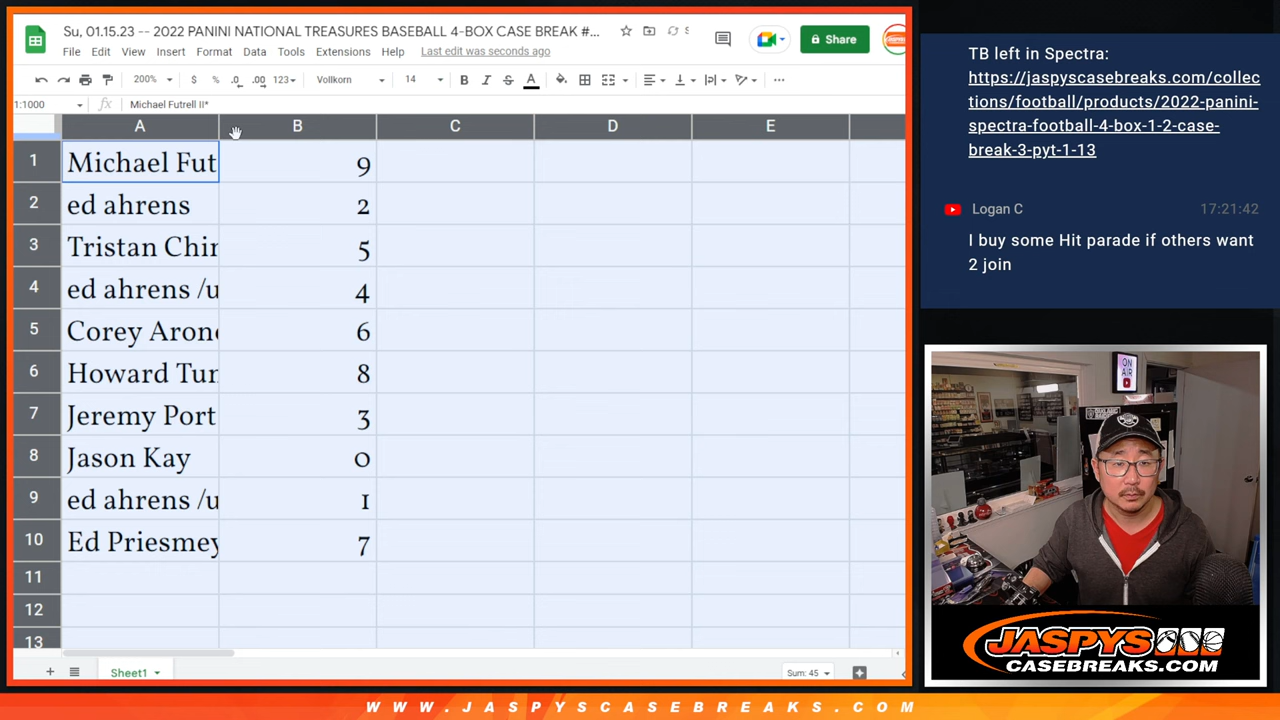 Su, 01.15.23 -- 2022 PANINI NATIONAL TREASURES BASEBALL 4-BOX CASE BREAK #...
File Edit View Insert Format Data Tools Extensions Help Last edit was seconds ago
Share
200% $ % .0 .00 123 Vollkorn 14 B I S A
1:1000 fx Michael Futrell II*
A B C D E
1 Michael Fut 9
2 ed ahrens 2
3 Tristan Chir 5
4 ed ahrens /u 4
5 Corey Arono 6
6 Howard Tur 8
7 Jeremy Port 3
8 Jason Kay 0
9 ed ahrens /u 1
10 Ed Priesmey 7
11
12
13
Sheet1
Sum: 45
TB left in Spectra:
https://jaspyscasebreaks.com/collec
tions/football/products/2022-panini-
spectra-football-4-box-1-2-case-
break-3-pyt-1-13
Logan C 17:21:42
I buy some Hit parade if others want
2 join
ON
AIR
JASPYS
CASEBREAKS.COM
WWW.JASPYSCASEBREAKS.COM